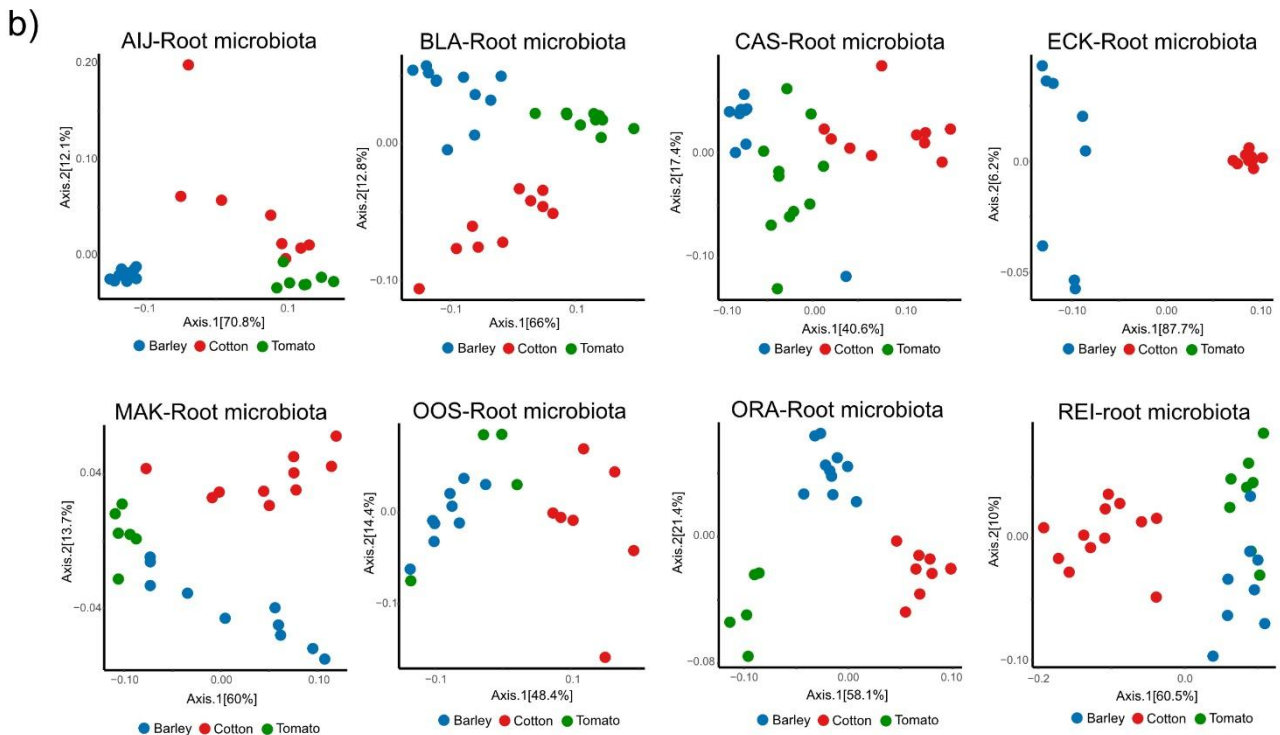 b)
AIJ-Root microbiota
0.20
0.10
0.00
Axis.2[12.1%]
-0.1
0.1
Axis.1[70.8%]
Barley Cotton Tomato
BLA-Root microbiota
0.00
-0.10
Axis.2[12.8%]
-0.1
0.1
Axis.1[66%]
Barley Cotton Tomato
CAS-Root microbiota
0.00
-0.10
Axis.2[17.4%]
-0.10
0.00
0.10
Axis.1[40.6%]
Barley Cotton Tomato
ECK-Root microbiota
0.0
-0.05
Axis.2[6.2%]
-0.10
0.00
0.10
Axis.1[87.7%]
Barley Cotton Tomato
MAK-Root microbiota
0.04
-0.04
Axis.2[13.7%]
-0.10
0.00
0.10
Axis.1[60%]
Barley Cotton Tomato
OOS-Root microbiota
0.0
-0.1
Axis.2[14.4%]
-0.1
0.1
Axis.1[48.4%]
Barley Cotton Tomato
ORA-Root microbiota
0.00
-0.08
Axis.2[21.4%]
-0.10
0.00
0.10
Axis.1[58.1%]
Barley Cotton Tomato
REI-root microbiota
0.00
-0.10
Axis.2[10%]
-0.2
0.0
Axis.1[60.5%]
Barley Cotton Tomato